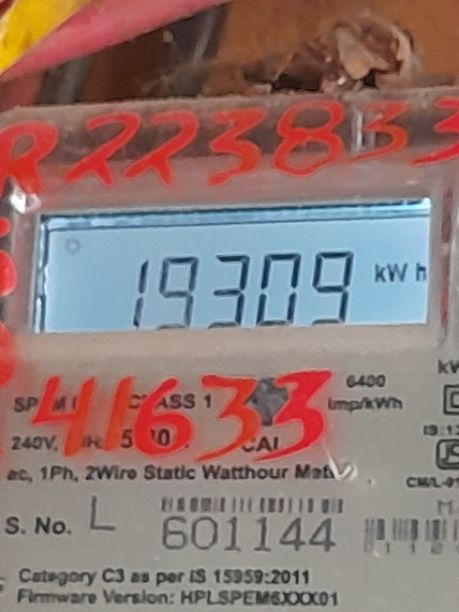 R223833
19309 kWh
41633
6400
CLASS 1
imp/kWh
240V,
ac, 1Ph, 2Wire Static Watthour
S. No. L 601144
Category C3 as per IS 15959:2011
Firmware Version: HPLSPEM6XXX01